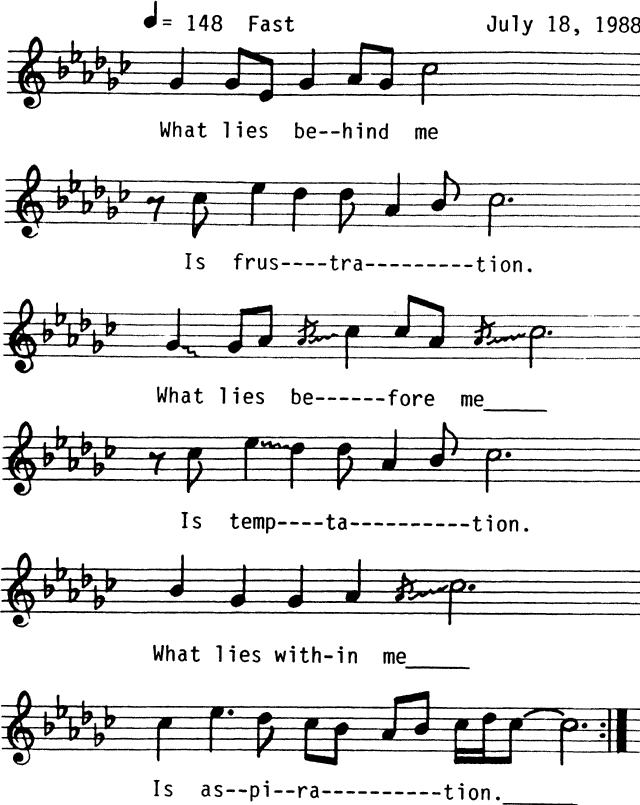 ♩= 148 Fast July 18, 1988
What lies be--hind me
Is frus----tra---------tion.
What lies be------fore me_____
Is temp----ta----------tion.
What lies with-in me_____
Is as--pi--ra----------tion.______